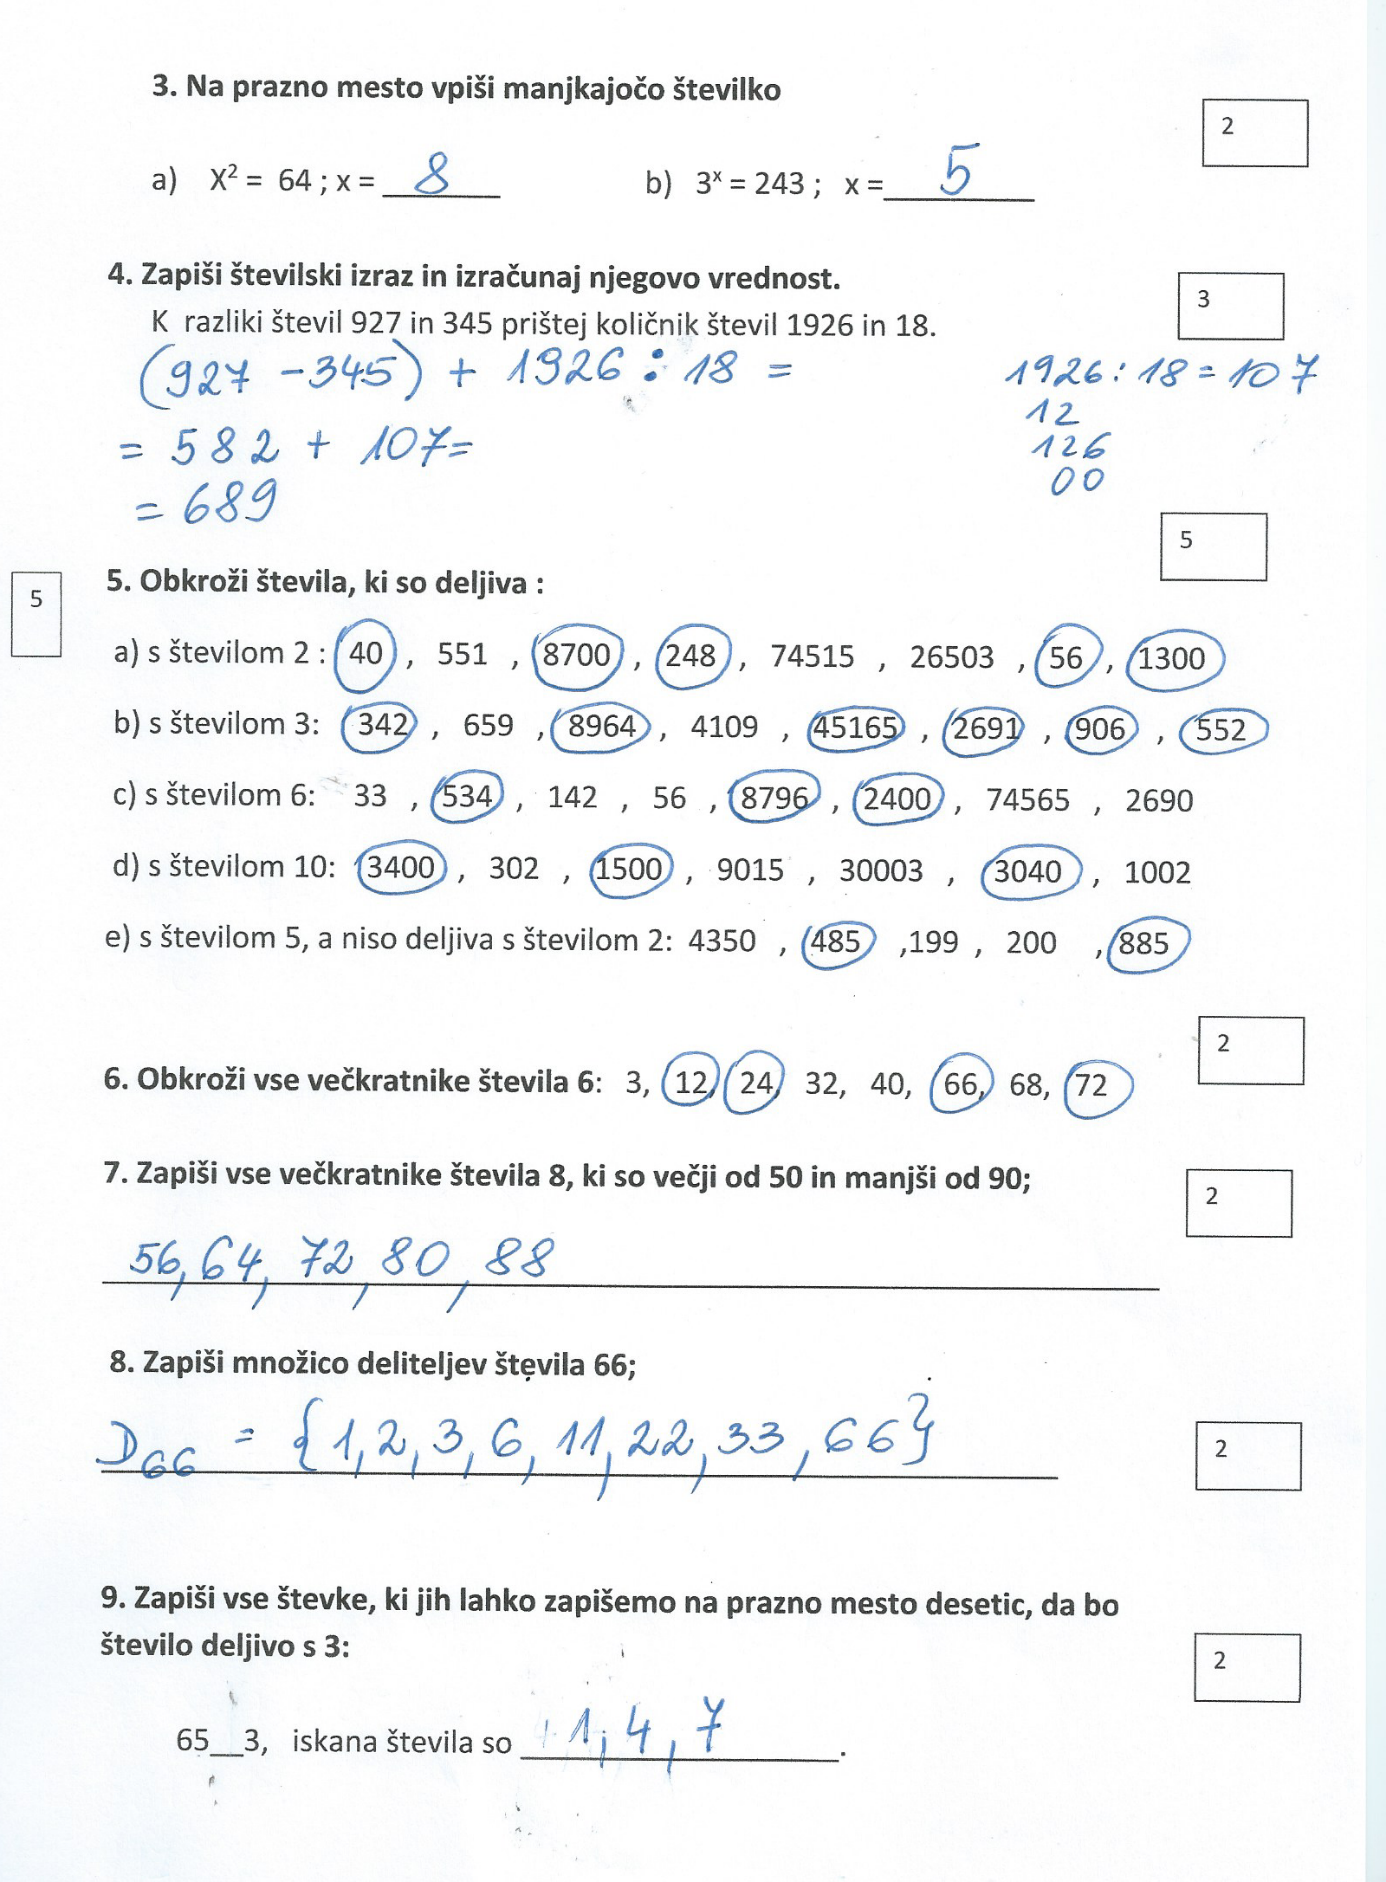 3. Na prazno mesto vpiši manjkajočo številko
2
a) X² = 64 ; x = 8 b) 3ˣ = 243 ; x = 5
4. Zapiši številski izraz in izračunaj njegovo vrednost.
3
K razliki števil 927 in 345 prištej količnik števil 1926 in 18.
(927 - 345) + 1926 : 18 = 1926 : 18 = 107
12
= 582 + 107 = 126
00
= 689
5
5. Obkroži števila, ki so deljiva :
5
a) s številom 2 : 40 , 551 , 8700 , 248 , 74515 , 26503 , 56 , 1300
b) s številom 3: 342 , 659 , 8964 , 4109 , 45165 , 2691 , 906 , 552
c) s številom 6: 33 , 534 , 142 , 56 , 8796 , 2400 , 74565 , 2690
d) s številom 10: 3400 , 302 , 1500 , 9015 , 30003 , 3040 , 1002
e) s številom 5, a niso deljiva s številom 2: 4350 , 485 ,199 , 200 , 885
2
6. Obkroži vse večkratnike števila 6: 3, 12, 24, 32, 40, 66, 68, 72
7. Zapiši vse večkratnike števila 8, ki so večji od 50 in manjši od 90;
2
56, 64, 72, 80, 88
8. Zapiši množico deliteljev števila 66;
D₆₆ = {1, 2, 3, 6, 11, 22, 33, 66}
2
9. Zapiši vse števke, ki jih lahko zapišemo na prazno mesto desetic, da bo
število deljivo s 3:
2
65__3, iskana števila so 1, 4, 7.